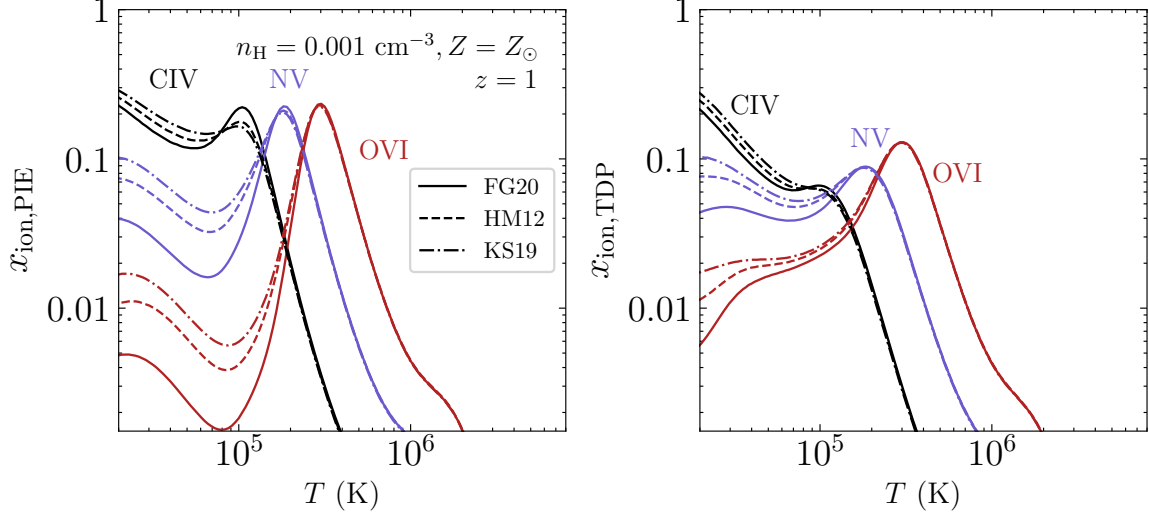 1
0.1
0.01
x_ion,PIE
n_H = 0.001 cm^−3, Z = Z_⊙
z = 1
CIV
NV
OVI
FG20
HM12
KS19
10^5
10^6
T (K)
1
0.1
0.01
x_ion,TDP
CIV
NV
OVI
10^5
10^6
T (K)